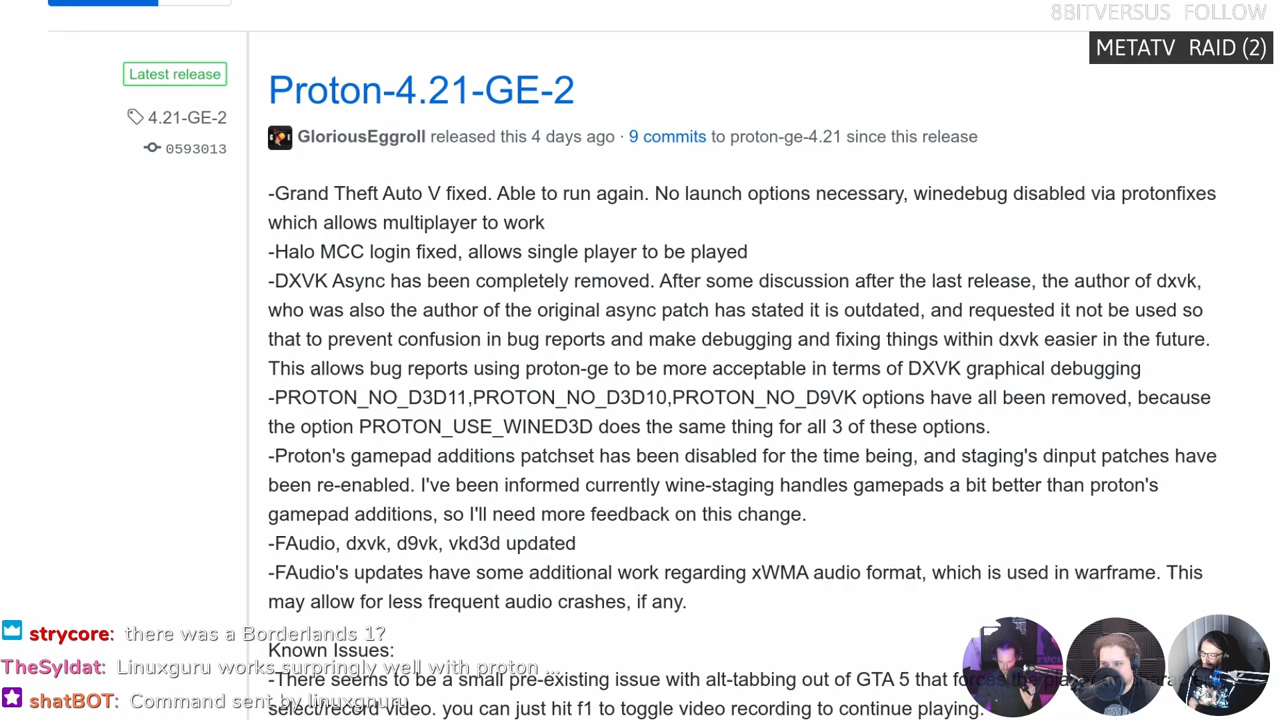 8BITVERSUS FOLLOW
METATV RAID (2)
Latest release
Proton-4.21-GE-2
4.21-GE-2
GloriousEggroll released this 4 days ago · 9 commits to proton-ge-4.21 since this release
0593013
-Grand Theft Auto V fixed. Able to run again. No launch options necessary, winedebug disabled via protonfixes
which allows multiplayer to work
-Halo MCC login fixed, allows single player to be played
-DXVK Async has been completely removed. After some discussion after the last release, the author of dxvk,
who was also the author of the original async patch has stated it is outdated, and requested it not be used so
that to prevent confusion in bug reports and make debugging and fixing things within dxvk easier in the future.
This allows bug reports using proton-ge to be more acceptable in terms of DXVK graphical debugging
-PROTON_NO_D3D11,PROTON_NO_D3D10,PROTON_NO_D9VK options have all been removed, because
the option PROTON_USE_WINED3D does the same thing for all 3 of these options.
-Proton's gamepad additions patchset has been disabled for the time being, and staging's dinput patches have
been re-enabled. I've been informed currently wine-staging handles gamepads a bit better than proton's
gamepad additions, so I'll need more feedback on this change.
-FAudio, dxvk, d9vk, vkd3d updated
-FAudio's updates have some additional work regarding xWMA audio format, which is used in warframe. This
may allow for less frequent audio crashes, if any.
strycore: there was a Borderlands 1?
Known Issues:
TheSyldat: Linuxguru works surpringly well with proton ...
-There seems to be a small pre-existing issue with alt-tabbing out of GTA 5 that forces the
shatBOT: Command sent by linuxguru
select/record video. you can just hit f1 to toggle video recording to continue playing.